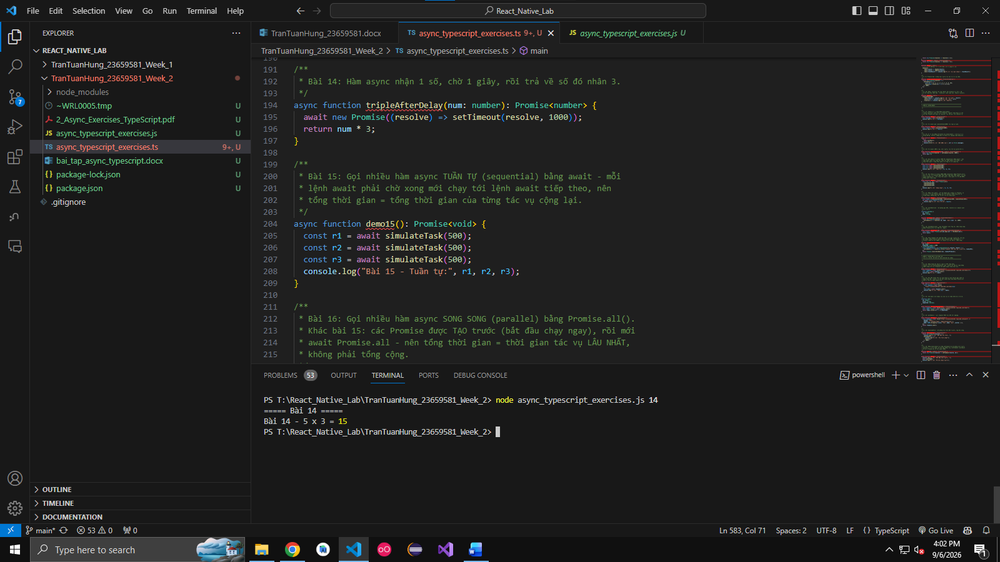 File Edit Selection View Go Run Terminal Help
React_Native_Lab
EXPLORER
REACT_NATIVE_LAB
TranTuanHung_23659581_Week_1
TranTuanHung_23659581_Week_2
node_modules
~WRL0005.tmp U
2_Async_Exercises_TypeScript.pdf U
JS async_typescript_exercises.js U
TS async_typescript_exercises.ts 9+, U
bai_tap_async_typescript.docx U
{} package-lock.json U
{} package.json U
.gitignore
7
OUTLINE
TIMELINE
DOCUMENTATION
TranTuanHung_23659581.docx
TS async_typescript_exercises.ts 9+, U
JS async_typescript_exercises.js U
TranTuanHung_23659581_Week_2 > TS async_typescript_exercises.ts > main
190
191 /**
192 * Bài 14: Hàm async nhận 1 số, chờ 1 giây, rồi trả về số đó nhân 3.
193 */
194 async function tripleAfterDelay(num: number): Promise<number> {
195 await new Promise((resolve) => setTimeout(resolve, 1000));
196 return num * 3;
197 }
198
199 /**
200 * Bài 15: Gọi nhiều hàm async TUẦN TỰ (sequential) bằng await - mỗi
201 * lệnh await phải chờ xong mới chạy tới lệnh await tiếp theo, nên
202 * tổng thời gian = tổng thời gian của từng tác vụ cộng lại.
203 */
204 async function demo15(): Promise<void> {
205 const r1 = await simulateTask(500);
206 const r2 = await simulateTask(500);
207 const r3 = await simulateTask(500);
208 console.log("Bài 15 - Tuần tự:", r1, r2, r3);
209 }
210
211 /**
212 * Bài 16: Gọi nhiều hàm async SONG SONG (parallel) bằng Promise.all().
213 * Khác bài 15: các Promise được TẠO trước (bắt đầu chạy ngay), rồi mới
214 * await Promise.all - nên tổng thời gian = thời gian tác vụ LÂU NHẤT,
215 * không phải tổng cộng.
PROBLEMS 53 OUTPUT TERMINAL PORTS DEBUG CONSOLE
powershell
PS T:\React_Native_Lab\TranTuanHung_23659581_Week_2> node async_typescript_exercises.js 14
===== Bài 14 =====
Bài 14 - 5 x 3 = 15
PS T:\React_Native_Lab\TranTuanHung_23659581_Week_2>
main* 53 0 0
Ln 583, Col 71 Spaces: 2 UTF-8 LF {} TypeScript Go Live
Type here to search
4:02 PM
9/6/2026
1